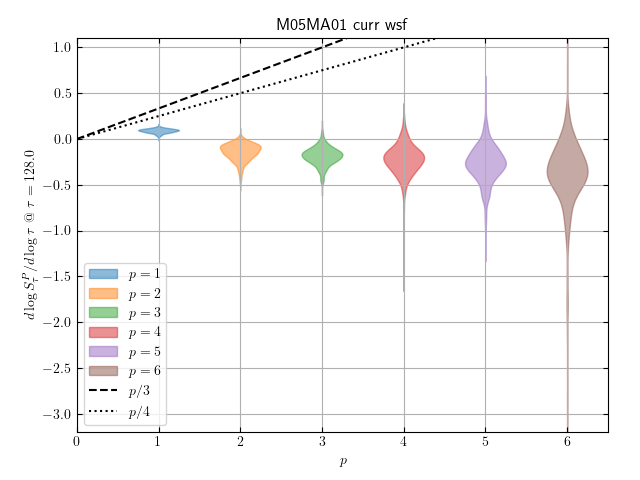 M05MA01 curr wsf
1.0
0.5
0.0
−0.5
−1.0
−1.5
−2.0
−2.5
−3.0
d log S_τ^P / d log τ @ τ = 128.0
p = 1
p = 2
p = 3
p = 4
p = 5
p = 6
p/3
p/4
0 1 2 3 4 5 6
p